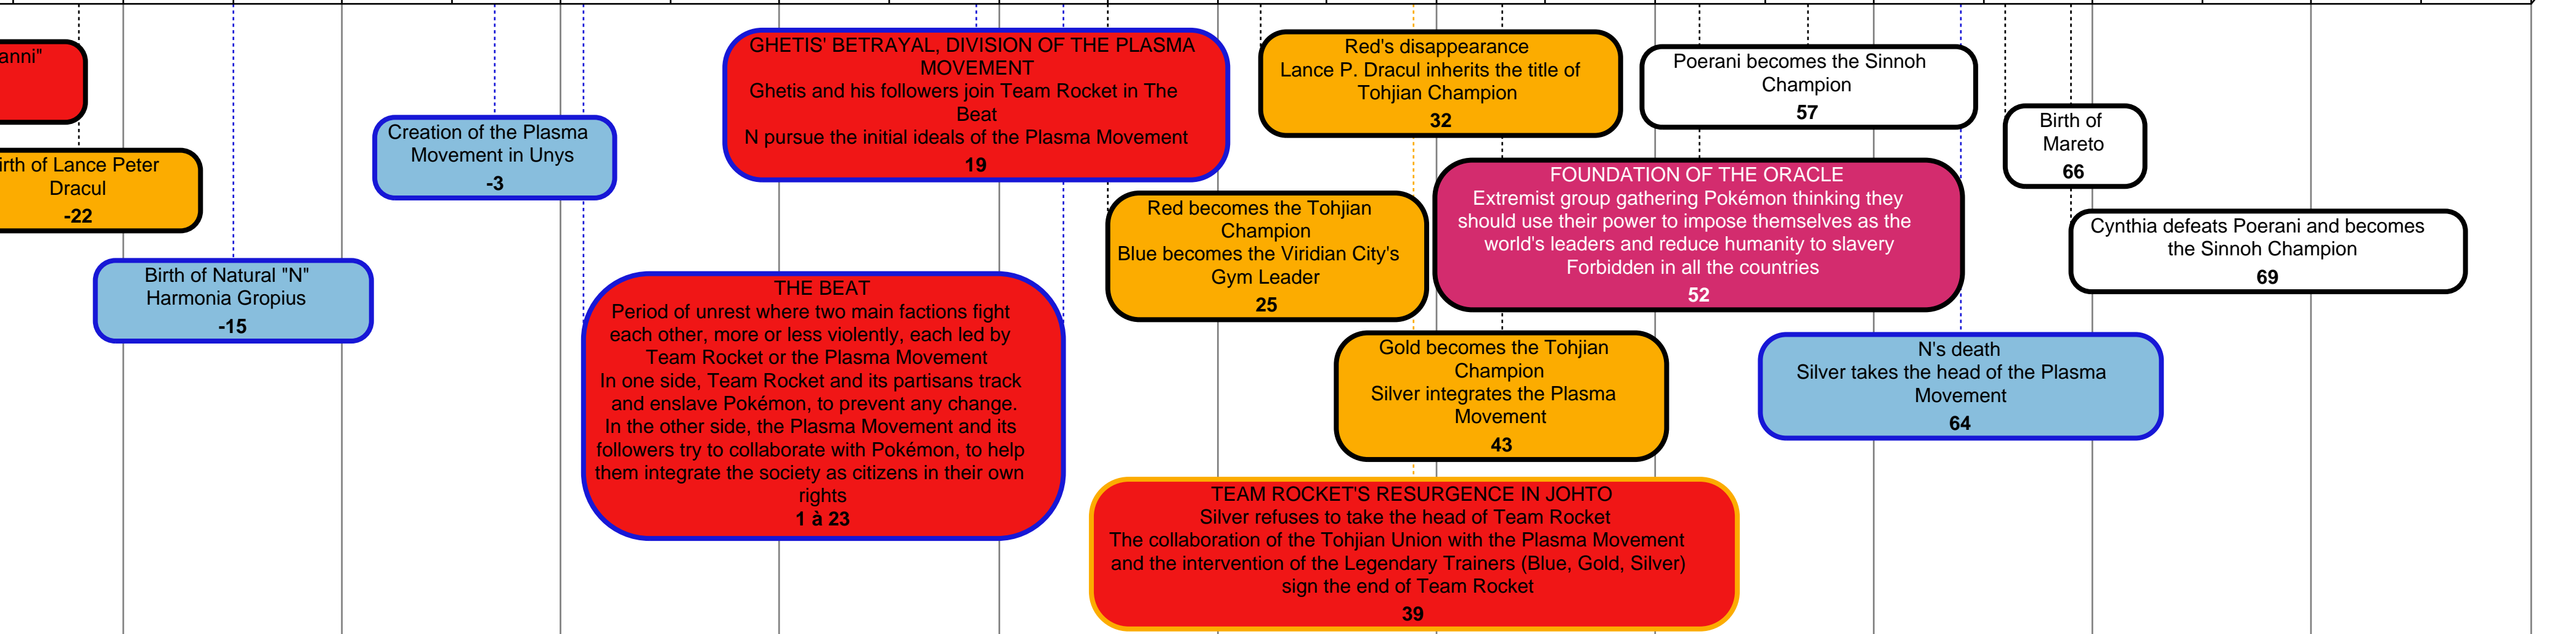 anni"
irth of Lance Peter
Dracul
-22
Birth of Natural "N"
Harmonia Gropius
-15
Creation of the Plasma
Movement in Unys
-3
GHETIS' BETRAYAL, DIVISION OF THE PLASMA
MOVEMENT
Ghetis and his followers join Team Rocket in The
Beat
N pursue the initial ideals of the Plasma Movement
19
THE BEAT
Period of unrest where two main factions fight
each other, more or less violently, each led by
Team Rocket or the Plasma Movement
In one side, Team Rocket and its partisans track
and enslave Pokémon, to prevent any change.
In the other side, the Plasma Movement and its
followers try to collaborate with Pokémon, to help
them integrate the society as citizens in their own
rights
1 à 23
Red's disappearance
Lance P. Dracul inherits the title of
Tohjian Champion
32
Red becomes the Tohjian
Champion
Blue becomes the Viridian City's
Gym Leader
25
Gold becomes the Tohjian
Champion
Silver integrates the Plasma
Movement
43
TEAM ROCKET'S RESURGENCE IN JOHTO
Silver refuses to take the head of Team Rocket
The collaboration of the Tohjian Union with the Plasma Movement
and the intervention of the Legendary Trainers (Blue, Gold, Silver)
sign the end of Team Rocket
39
Poerani becomes the Sinnoh
Champion
57
FOUNDATION OF THE ORACLE
Extremist group gathering Pokémon thinking they
should use their power to impose themselves as the
world's leaders and reduce humanity to slavery
Forbidden in all the countries
52
Birth of
Mareto
66
Cynthia defeats Poerani and becomes
the Sinnoh Champion
69
N's death
Silver takes the head of the Plasma
Movement
64